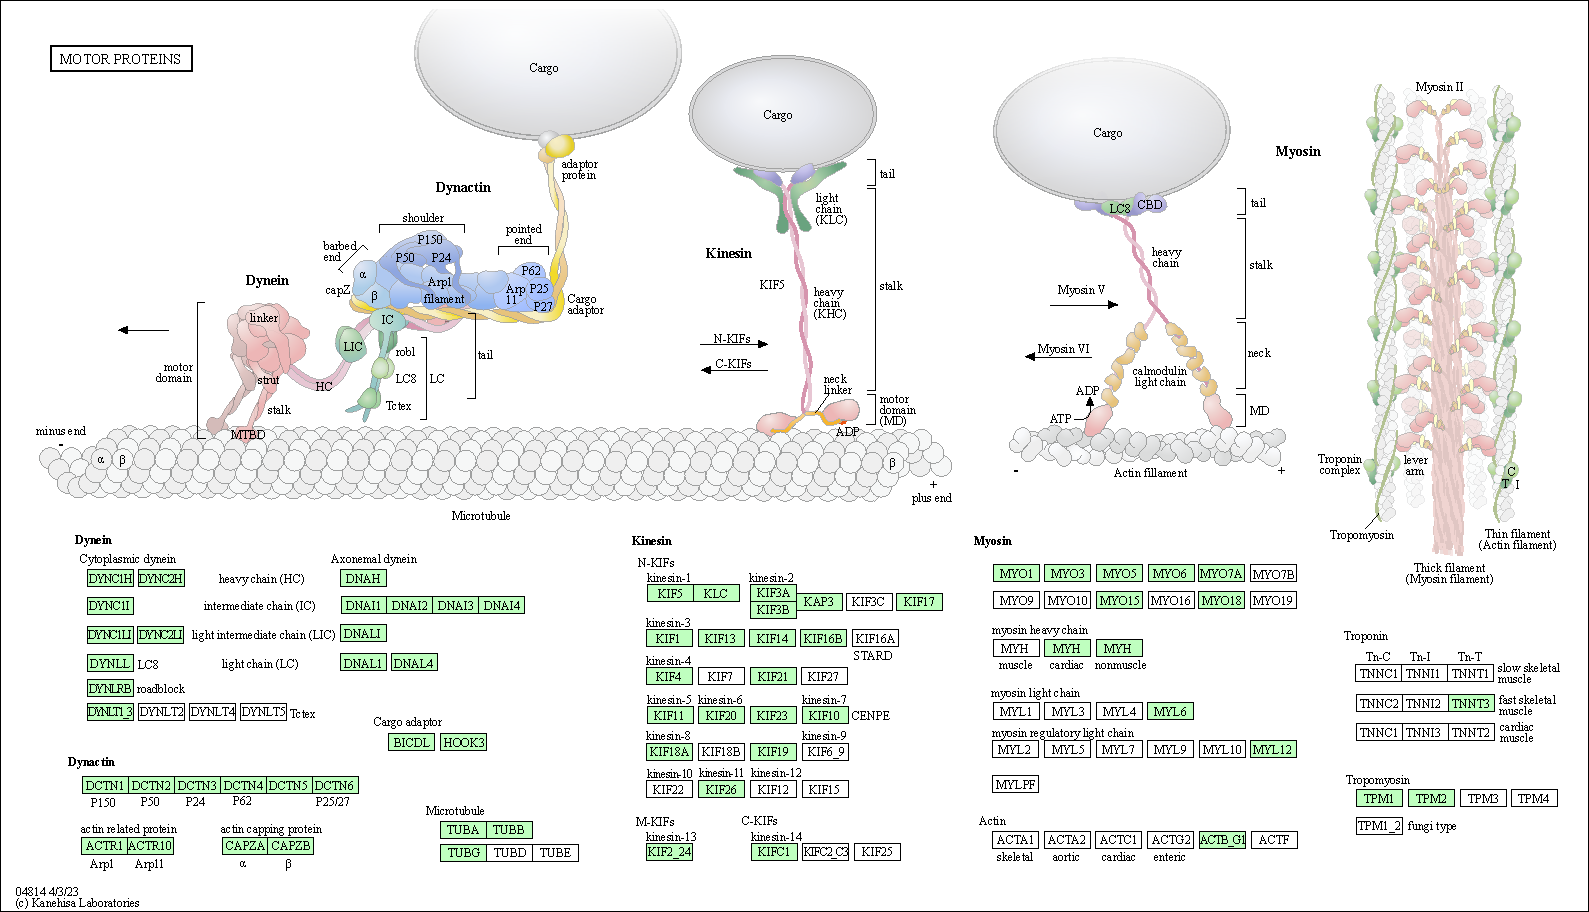 MOTOR PROTEINS
Cargo
adaptor
protein
Dynactin
shoulder
P150
P50
P24
barbed
end
α
β
capZ
Arp1
filament
pointed
end
P62
Arp
11
P25
P27
Cargo
adaptor
Dynein
linker
strut
stalk
motor
domain
MTBD
HC
LIC
IC
robl
LC8
Tctex
LC
tail
minus end
-
α
β
β
+
plus end
Microtubule
Cargo
tail
light
chain
(KLC)
Kinesin
KIF5
heavy
chain
(KHC)
stalk
N-KIFs
C-KIFs
neck
linker
motor
domain
(MD)
ADP
Cargo
Myosin
LC8
CBD
tail
heavy
chain
stalk
Myosin V
Myosin VI
neck
calmodulin
light chain
ADP
ATP
MD
-
Actin fillament
+
Myosin II
Troponin
complex
lever
arm
C
T
I
Tropomyosin
Thin filament
(Actin filament)
Thick filament
(Myosin filament)
Dynein
Cytoplasmic dynein
Axonemal dynein
DYNC1H DYNC2H heavy chain (HC) DNAH
DYNC1I intermediate chain (IC) DNAI1 DNAI2 DNAI3 DNAI4
DYNC1LI DYNC2LI light intermediate chain (LIC) DNALI
DYNLL LC8 light chain (LC) DNAL1 DNAL4
DYNLRB roadblock
DYNLT1_3 DYNLT2 DYNLT4 DYNLT5 Tctex
Cargo adaptor
BICDL HOOK3
Dynactin
DCTN1 DCTN2 DCTN3 DCTN4 DCTN5 DCTN6
P150 P50 P24 P62 P25/27
actin related protein
ACTR1 ACTR10
Arp1 Arp11
actin capping protein
CAPZA CAPZB
α β
Microtubule
TUBA TUBB
TUBG TUBD TUBE
Kinesin
N-KIFs
kinesin-1 kinesin-2
KIF5 KLC KIF3A
KIF3B KAP3 KIF3C KIF17
kinesin-3
KIF1 KIF13 KIF14 KIF16B KIF16A
STARD
kinesin-4
KIF4 KIF7 KIF21 KIF27
kinesin-5 kinesin-6 kinesin-7
KIF11 KIF20 KIF23 KIF10 CENPE
kinesin-8 kinesin-9
KIF18A KIF18B KIF19 KIF6_9
kinesin-10 kinesin-11 kinesin-12
KIF22 KIF26 KIF12 KIF15
M-KIFs C-KIFs
kinesin-13 kinesin-14
KIF2_24 KIFC1 KIFC2_C3 KIF25
Myosin
MYO1 MYO3 MYO5 MYO6 MYO7A MYO7B
MYO9 MYO10 MYO15 MYO16 MYO18 MYO19
myosin heavy chain
MYH MYH MYH
muscle cardiac nonmuscle
myosin light chain
MYL1 MYL3 MYL4 MYL6
myosin regulatory light chain
MYL2 MYL5 MYL7 MYL9 MYL10 MYL12
MYLPF
Actin
ACTA1 ACTA2 ACTC1 ACTG2 ACTB_G1 ACTF
skeletal aortic cardiac enteric
Troponin
Tn-C Tn-I Tn-T
TNNC1 TNNI1 TNNT1 slow skeletal
muscle
TNNC2 TNNI2 TNNT3 fast skeletal
muscle
TNNC1 TNNI3 TNNT2 cardiac
muscle
Tropomyosin
TPM1 TPM2 TPM3 TPM4
TPM1_2 fungi type
04814 4/3/23
(c) Kanehisa Laboratories